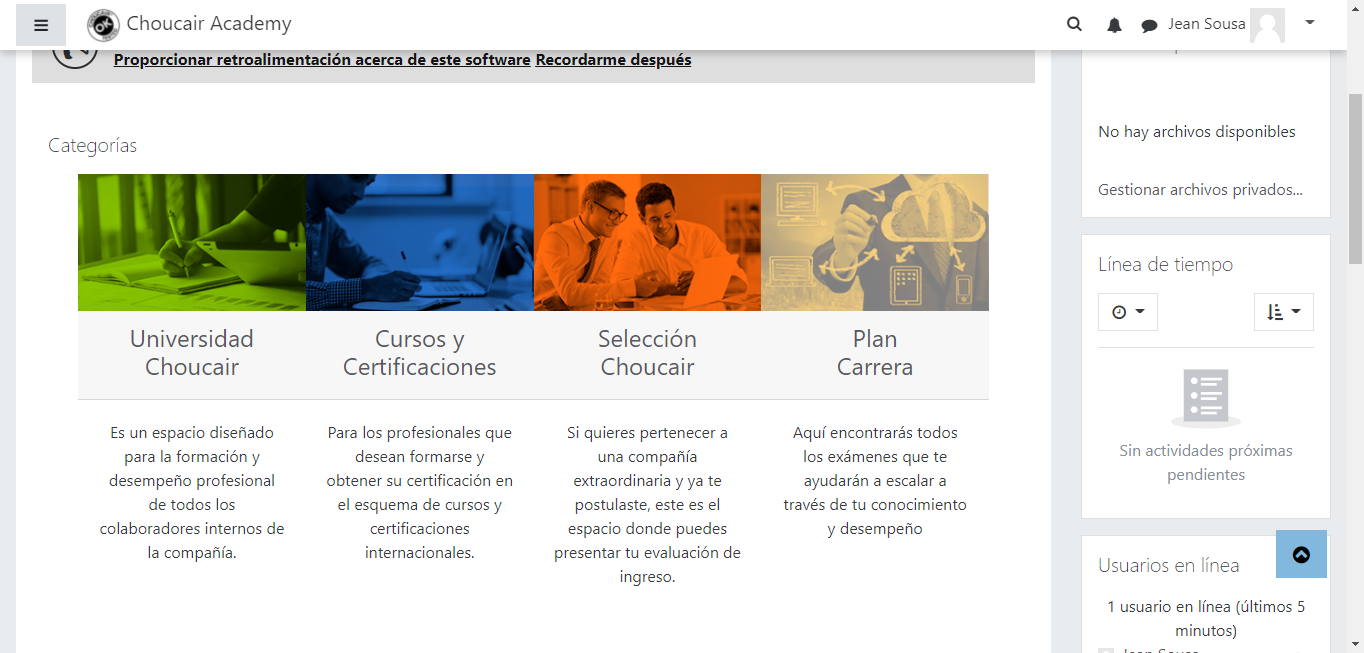 Choucair Academy
Jean Sousa
Proporcionar retroalimentación acerca de este software Recordarme después
Categorías
Universidad
Choucair
Es un espacio diseñado
para la formación y
desempeño profesional
de todos los
colaboradores internos de
la compañía.
Cursos y
Certificaciones
Para los profesionales que
desean formarse y
obtener su certificación en
el esquema de cursos y
certificaciones
internacionales.
Selección
Choucair
Si quieres pertenecer a
una compañía
extraordinaria y ya te
postulaste, este es el
espacio donde puedes
presentar tu evaluación de
ingreso.
Plan
Carrera
Aquí encontrarás todos
los exámenes que te
ayudarán a escalar a
través de tu conocimiento
y desempeño
No hay archivos disponibles
Gestionar archivos privados...
Línea de tiempo
Sin actividades próximas
pendientes
Usuarios en línea
1 usuario en línea (últimos 5
minutos)
Jean Sousa